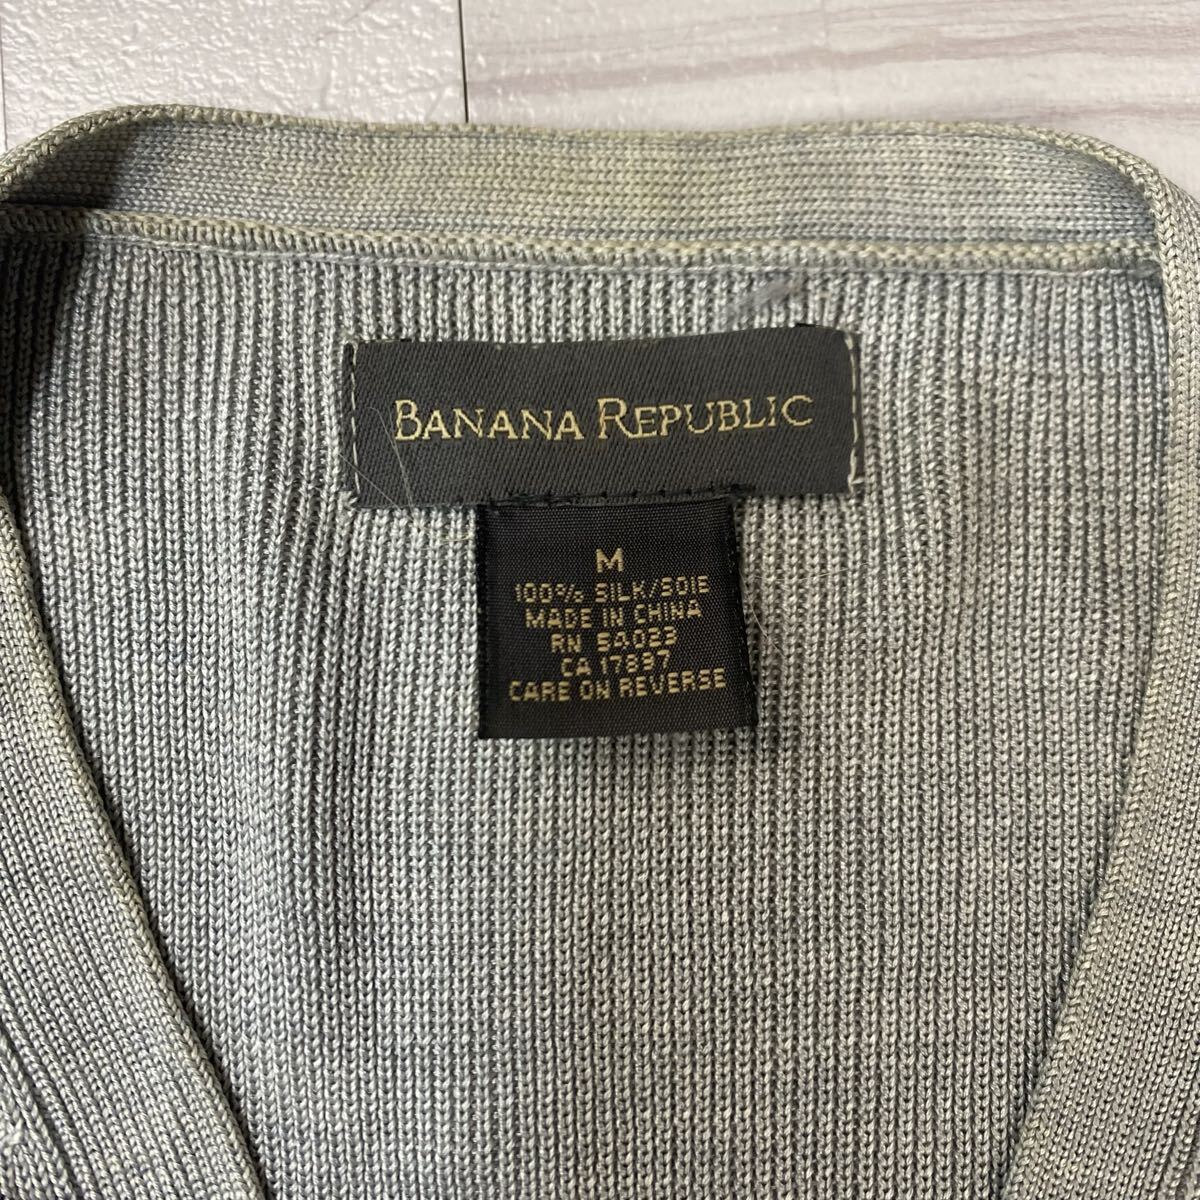 BANANA REPUBLIC
M
100% SILK/SOIE
MADE IN CHINA
RN 54023
CA 17897
CARE ON REVERSE